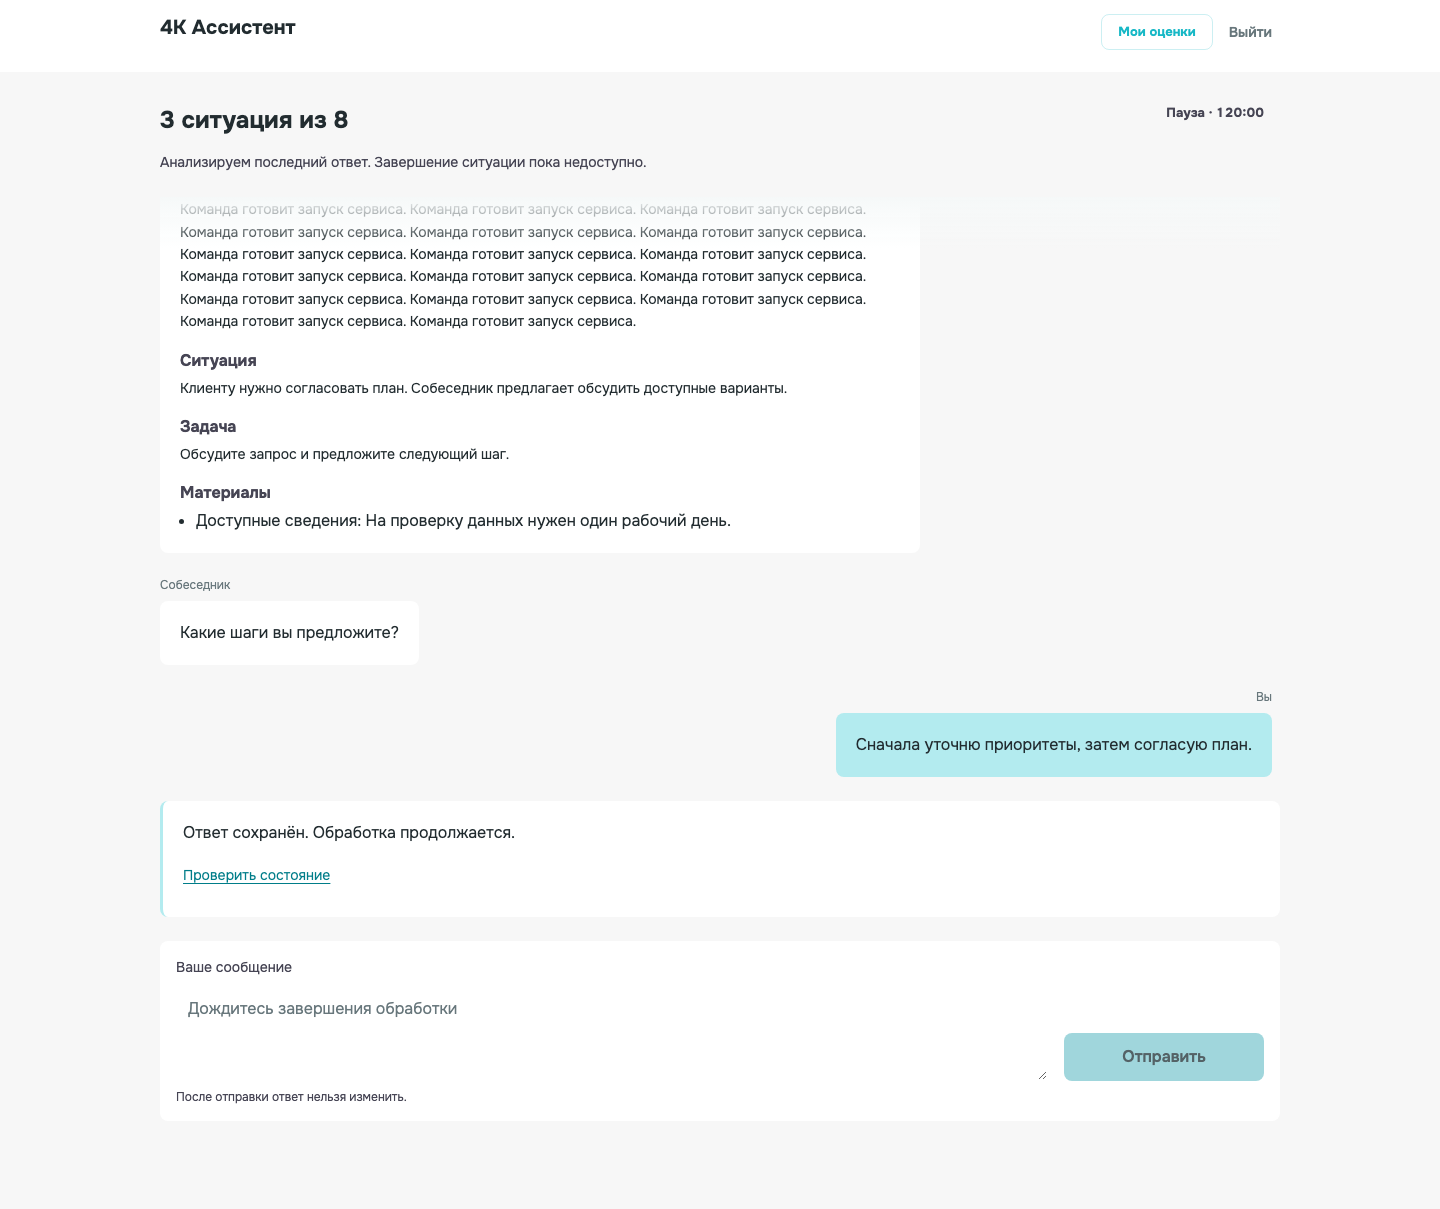 4K Ассистент
Мои оценки
Выйти
3 ситуация из 8
Пауза · 120:00
Анализируем последний ответ. Завершение ситуации пока недоступно.
Команда готовит запуск сервиса. Команда готовит запуск сервиса. Команда готовит запуск сервиса.
Команда готовит запуск сервиса. Команда готовит запуск сервиса. Команда готовит запуск сервиса.
Команда готовит запуск сервиса. Команда готовит запуск сервиса. Команда готовит запуск сервиса.
Команда готовит запуск сервиса. Команда готовит запуск сервиса. Команда готовит запуск сервиса.
Команда готовит запуск сервиса. Команда готовит запуск сервиса. Команда готовит запуск сервиса.
Команда готовит запуск сервиса. Команда готовит запуск сервиса.
Ситуация
Клиенту нужно согласовать план. Собеседник предлагает обсудить доступные варианты.
Задача
Обсудите запрос и предложите следующий шаг.
Материалы
• Доступные сведения: На проверку данных нужен один рабочий день.
Собеседник
Какие шаги вы предложите?
Вы
Сначала уточню приоритеты, затем согласую план.
Ответ сохранён. Обработка продолжается.
Проверить состояние
Ваше сообщение
Дождитесь завершения обработки
Отправить
После отправки ответ нельзя изменить.